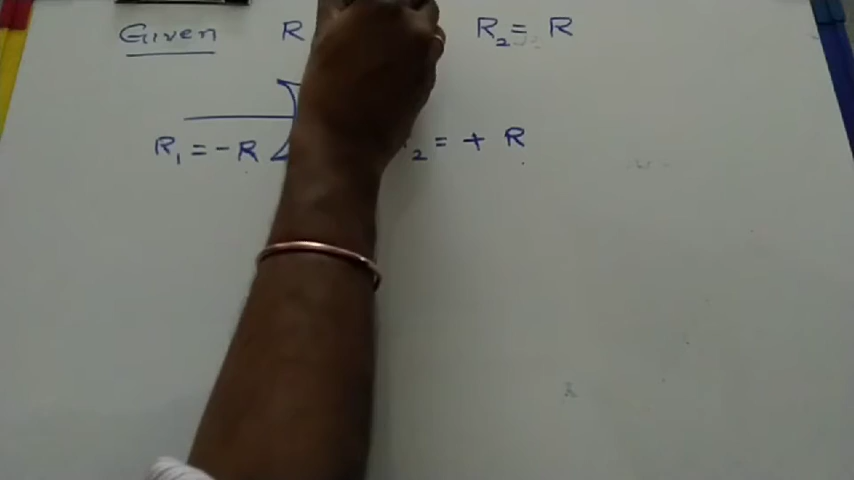 Given R R₂ = R
R₁ = - R ₂ = + R